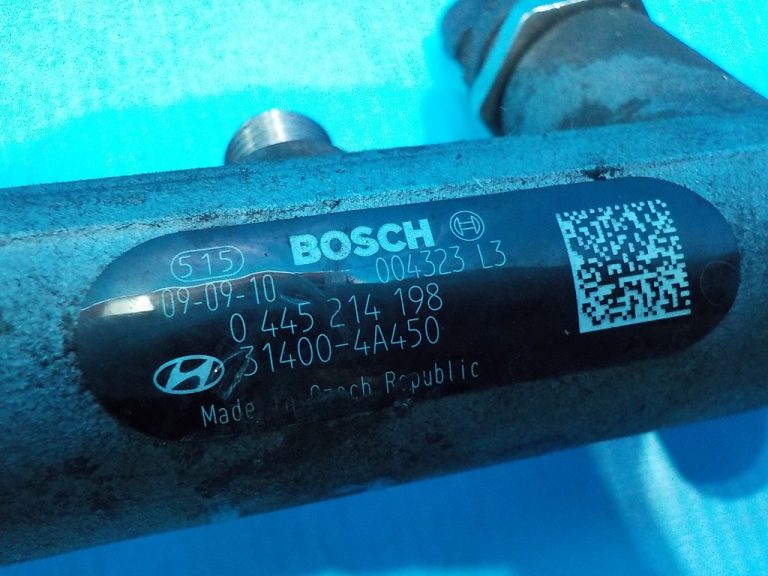 BOSCH
515
004323 L3
09-09-10
0 445 214 198
31400-4A450
Made in Czech Republic